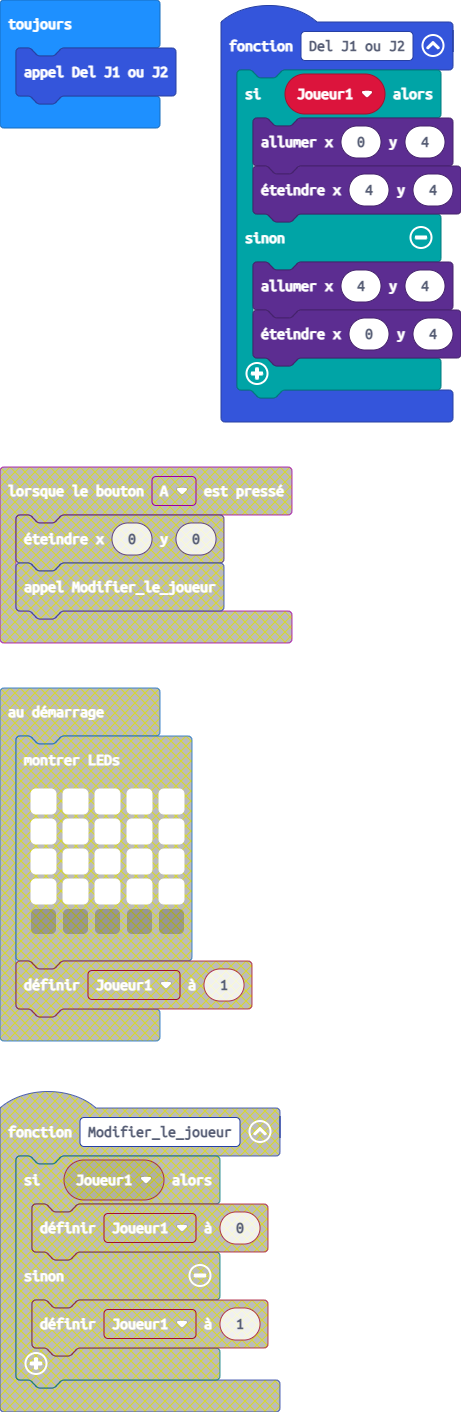 toujours
appel Del J1 ou J2
fonction Del J1 ou J2
si Joueur1 alors
allumer x 0 y 4
éteindre x 4 y 4
sinon
allumer x 4 y 4
éteindre x 0 y 4
lorsque le bouton A est pressé
éteindre x 0 y 0
appel Modifier_le_joueur
au démarrage
montrer LEDs
définir Joueur1 à 1
fonction Modifier_le_joueur
si Joueur1 alors
définir Joueur1 à 0
sinon
définir Joueur1 à 1